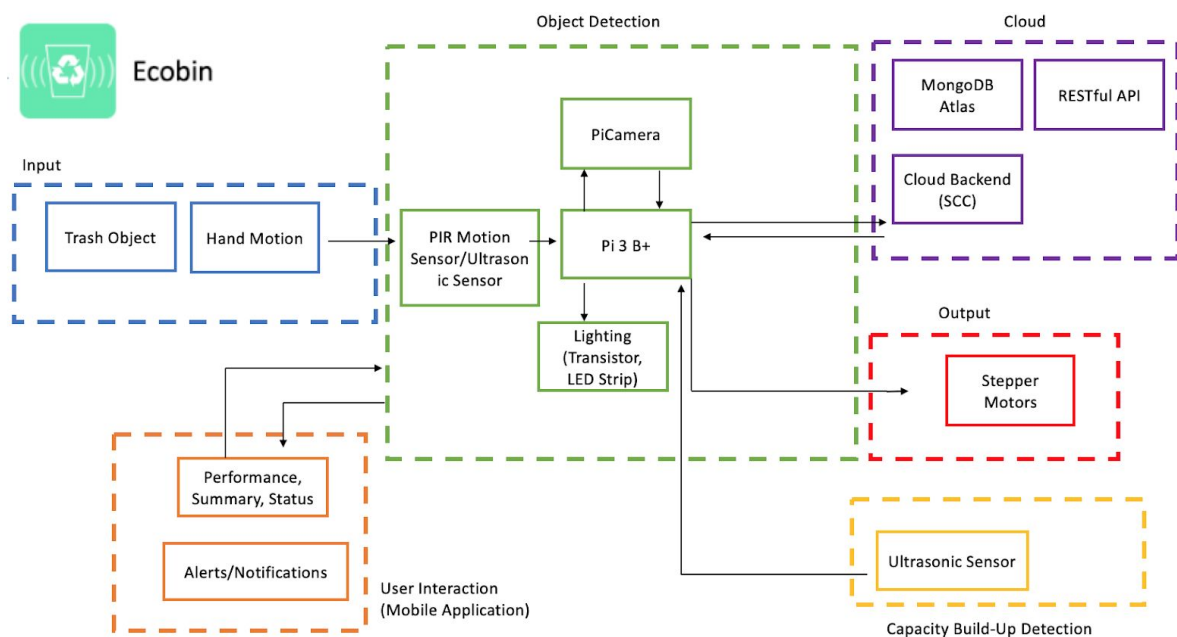 Ecobin
Object Detection
Cloud
MongoDB
Atlas
RESTful API
PiCamera
Input
Cloud Backend
(SCC)
Trash Object
Hand Motion
PIR Motion
Sensor/Ultrason
ic Sensor
Pi 3 B+
Output
Lighting
(Transistor,
LED Strip)
Stepper
Motors
Performance,
Summary, Status
Alerts/Notifications
User Interaction
(Mobile Application)
Ultrasonic Sensor
Capacity Build-Up Detection